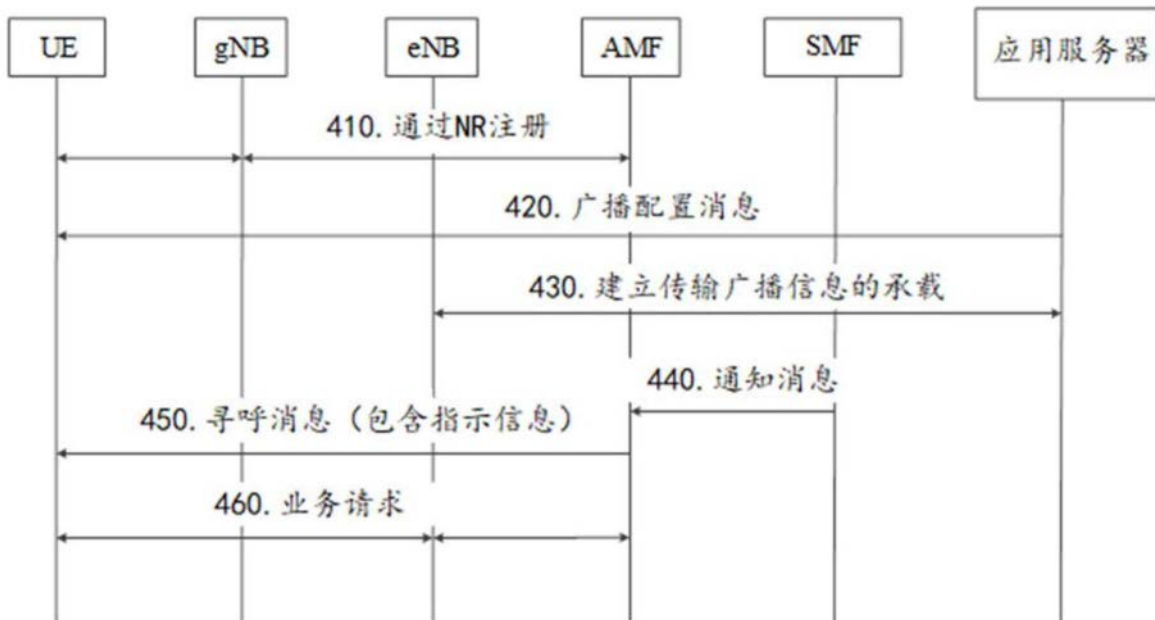 UE gNB eNB AMF SMF 应用服务器
410.通过NR注册
420.广播配置消息
430.建立传输广播信息的承载
440.通知消息
450.寻呼消息（包含指示信息）
460.业务请求